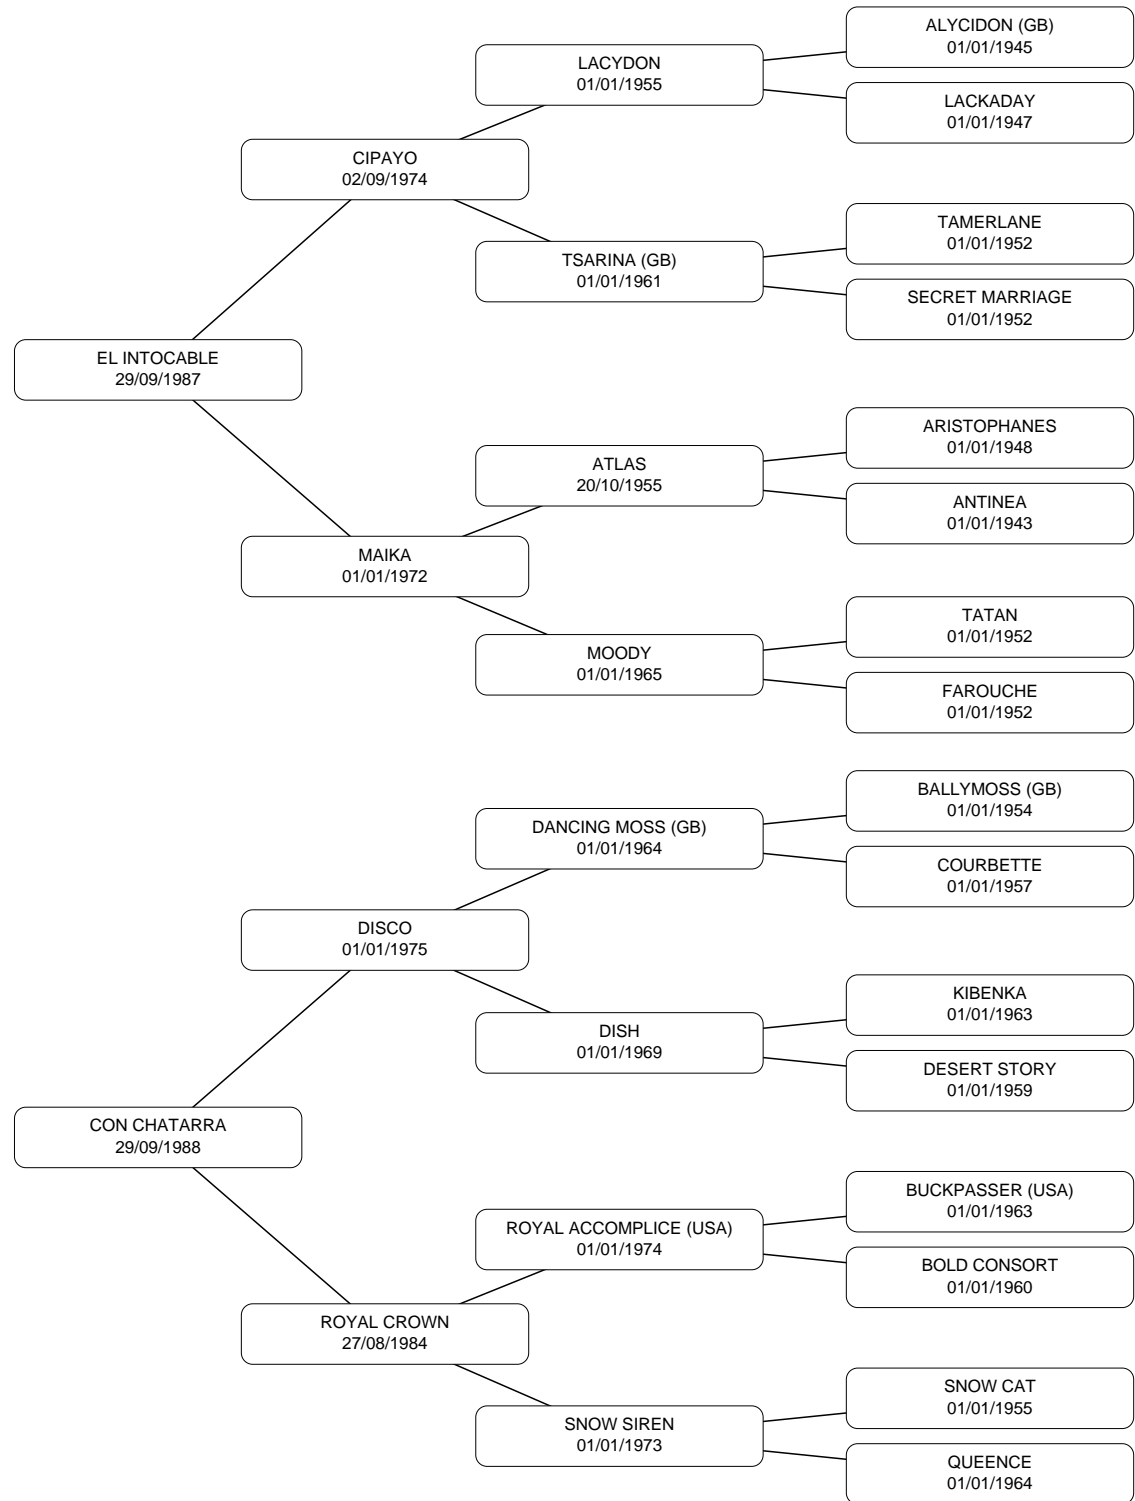 ALYCIDON (GB)
01/01/1945
LACYDON
01/01/1955
LACKADAY
01/01/1947
CIPAYO
02/09/1974
TAMERLANE
01/01/1952
TSARINA (GB)
01/01/1961
SECRET MARRIAGE
01/01/1952
EL INTOCABLE
29/09/1987
ARISTOPHANES
01/01/1948
ATLAS
20/10/1955
ANTINEA
01/01/1943
MAIKA
01/01/1972
TATAN
01/01/1952
MOODY
01/01/1965
FAROUCHE
01/01/1952
BALLYMOSS (GB)
01/01/1954
DANCING MOSS (GB)
01/01/1964
COURBETTE
01/01/1957
DISCO
01/01/1975
KIBENKA
01/01/1963
DISH
01/01/1969
DESERT STORY
01/01/1959
CON CHATARRA
29/09/1988
BUCKPASSER (USA)
01/01/1963
ROYAL ACCOMPLICE (USA)
01/01/1974
BOLD CONSORT
01/01/1960
ROYAL CROWN
27/08/1984
SNOW CAT
01/01/1955
SNOW SIREN
01/01/1973
QUEENCE
01/01/1964